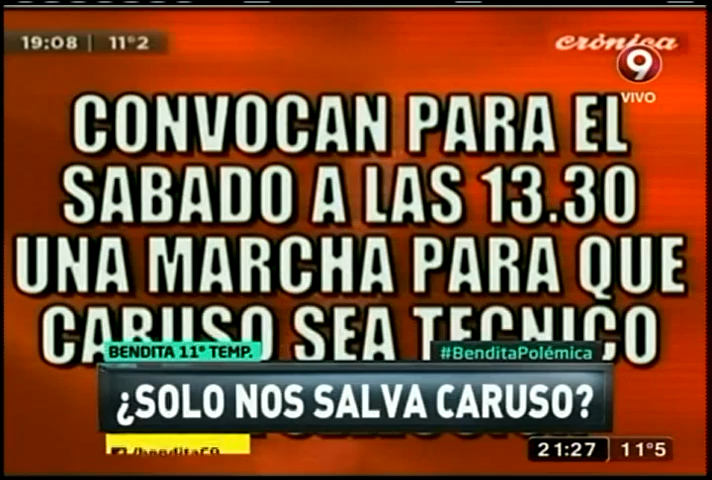 19:08 | 11°2
crónica
9
VIVO
CONVOCAN PARA EL
SABADO A LAS 13.30
UNA MARCHA PARA QUE
CARUSO SEA TECNICO
BENDITA 11° TEMP.
#BenditaPolémica
¿SOLO NOS SALVA CARUSO?
21:27 11°5